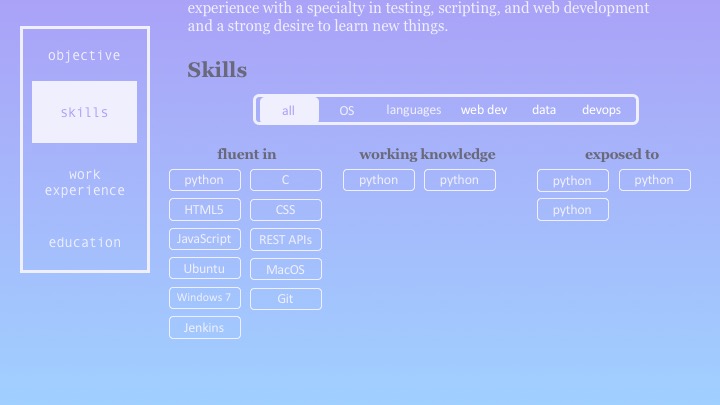 experience with a specialty in testing, scripting, and web development
and a strong desire to learn new things.
objective
skills
work
experience
education
Skills
all OS languages web dev data devops
fluent in
python C
HTML5 CSS
JavaScript REST APIs
Ubuntu MacOS
Windows 7 Git
Jenkins
working knowledge
python python
exposed to
python python
python